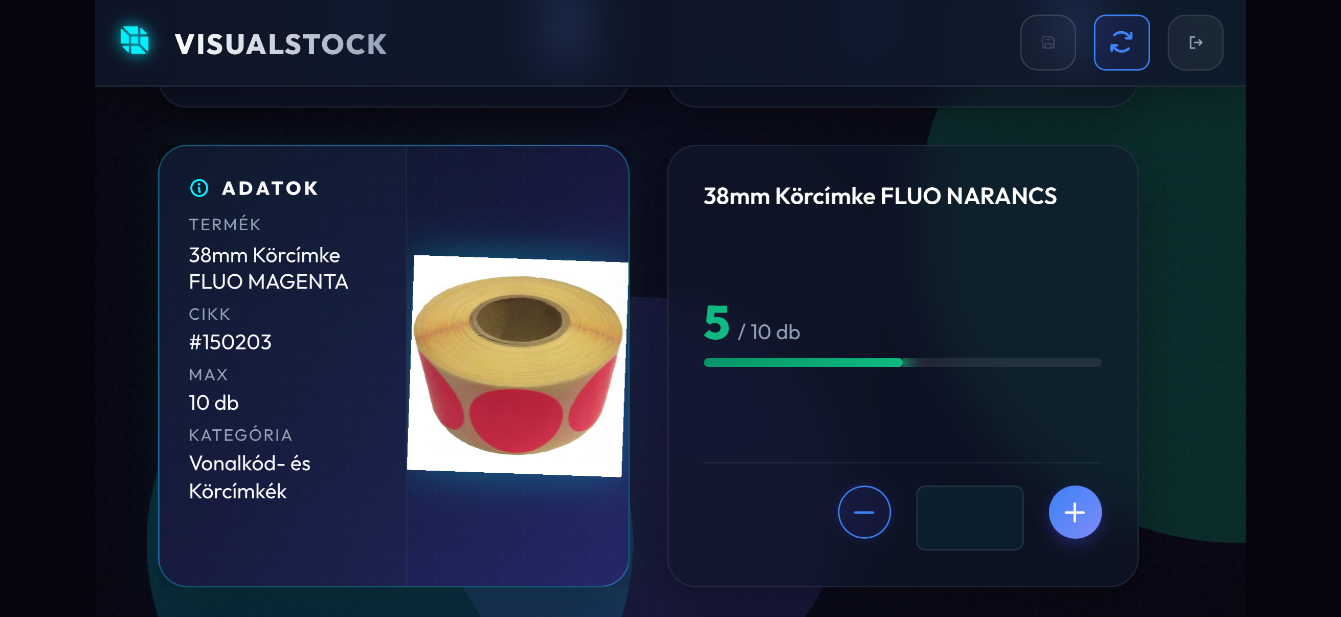 VISUALSTOCK
ADATOK
TERMÉK
38mm Körcímke
FLUO MAGENTA
CIKK
#150203
MAX
10 db
KATEGÓRIA
Vonalkód- és
Körcímkék
38mm Körcímke FLUO NARANCS
5 / 10 db